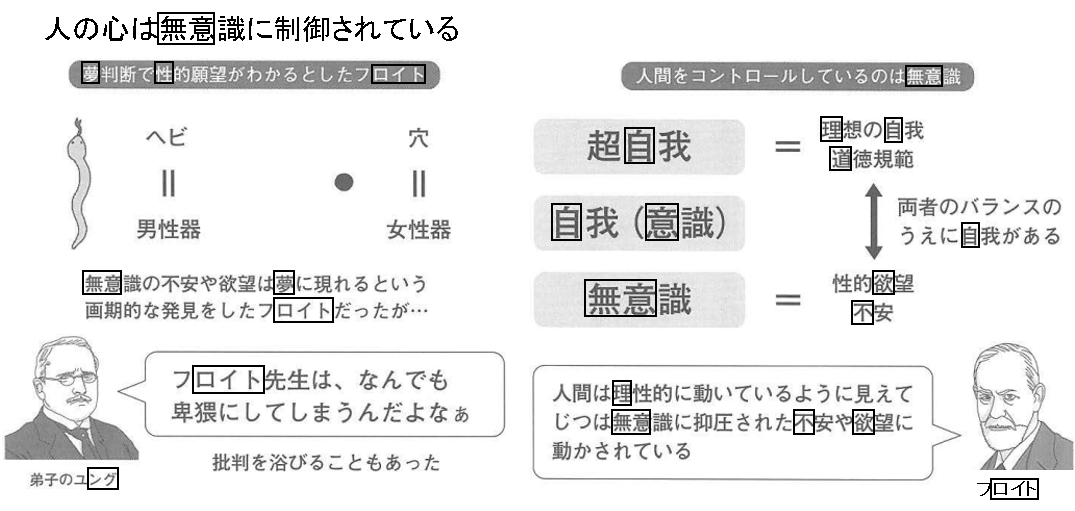 人の心は無意識に制御されている
夢判断で性的願望がわかるとしたフロイト
ヘビ
||
男性器
●
穴
||
女性器
無意識の不安や欲望は夢に現れるという
画期的な発見をしたフロイトだったが…
フロイト先生は、なんでも
卑猥にしてしまうんだよなぁ
弟子のユング
批判を浴びることもあった
人間をコントロールしているのは無意識
超自我
=
理想の自我
道徳規範
自我(意識)
両者のバランスの
うえに自我がある
無意識
=
性的欲望
不安
人間は理性的に動いているように見えて
じつは無意識に抑圧された不安や欲望に
動かされている
フロイト